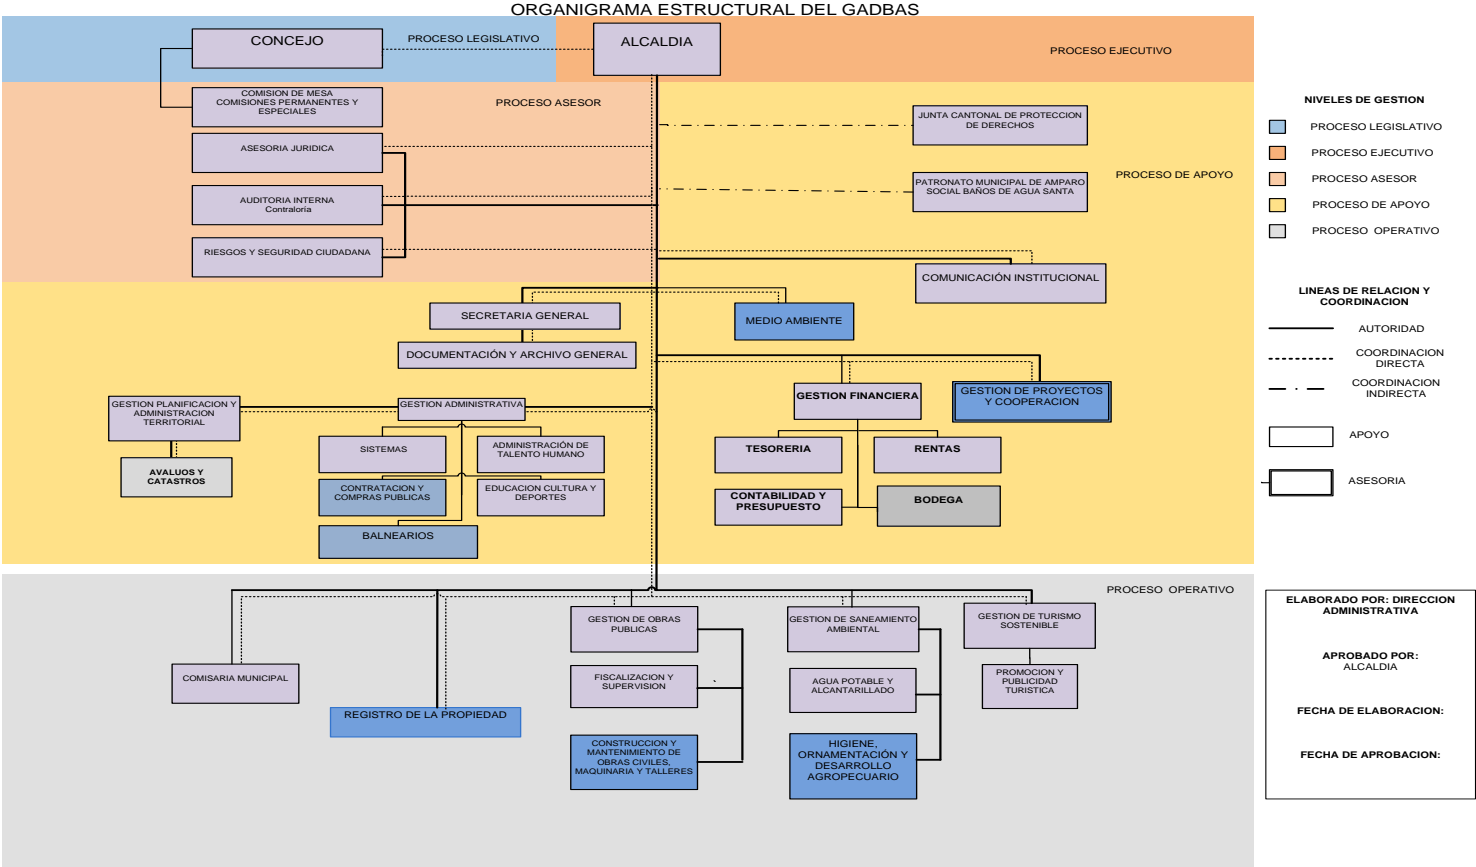 ORGANIGRAMA ESTRUCTURAL DEL GADBAS
CONCEJO
PROCESO LEGISLATIVO
ALCALDIA
PROCESO EJECUTIVO
COMISION DE MESA
COMISIONES PERMANENTES Y
ESPECIALES
PROCESO ASESOR
ASESORIA JURIDICA
AUDITORIA INTERNA
Contraloría
RIESGOS Y SEGURIDAD CIUDADANA
JUNTA CANTONAL DE PROTECCION
DE DERECHOS
PROCESO DE APOYO
PATRONATO MUNICIPAL DE AMPARO
SOCIAL BAÑOS DE AGUA SANTA
COMUNICACIÓN INSTITUCIONAL
SECRETARIA GENERAL
MEDIO AMBIENTE
DOCUMENTACIÓN Y ARCHIVO GENERAL
GESTION PLANIFICACION Y
ADMINISTRACION
TERRITORIAL
GESTION ADMINISTRATIVA
GESTION FINANCIERA
GESTION DE PROYECTOS
Y COOPERACION
AVALUOS Y
CATASTROS
SISTEMAS
ADMINISTRACIÓN DE
TALENTO HUMANO
CONTRATACION Y
COMPRAS PUBLICAS
EDUCACION CULTURA Y
DEPORTES
BALNEARIOS
TESORERIA
RENTAS
CONTABILIDAD Y
PRESUPUESTO
BODEGA
PROCESO OPERATIVO
COMISARIA MUNICIPAL
REGISTRO DE LA PROPIEDAD
GESTION DE OBRAS
PUBLICAS
FISCALIZACION Y
SUPERVISION
CONSTRUCCION Y
MANTENIMIENTO DE
OBRAS CIVILES,
MAQUINARIA Y TALLERES
GESTION DE SANEAMIENTO
AMBIENTAL
AGUA POTABLE Y
ALCANTARILLADO
HIGIENE,
ORNAMENTACIÓN Y
DESARROLLO
AGROPECUARIO
GESTION DE TURISMO
SOSTENIBLE
PROMOCION Y
PUBLICIDAD
TURISTICA
NIVELES DE GESTION
PROCESO LEGISLATIVO
PROCESO EJECUTIVO
PROCESO ASESOR
PROCESO DE APOYO
PROCESO OPERATIVO
LINEAS DE RELACION Y
COORDINACION
AUTORIDAD
COORDINACION
DIRECTA
COORDINACION
INDIRECTA
APOYO
ASESORIA
ELABORADO POR: DIRECCION
ADMINISTRATIVA
APROBADO POR:
ALCALDIA
FECHA DE ELABORACION:
FECHA DE APROBACION: